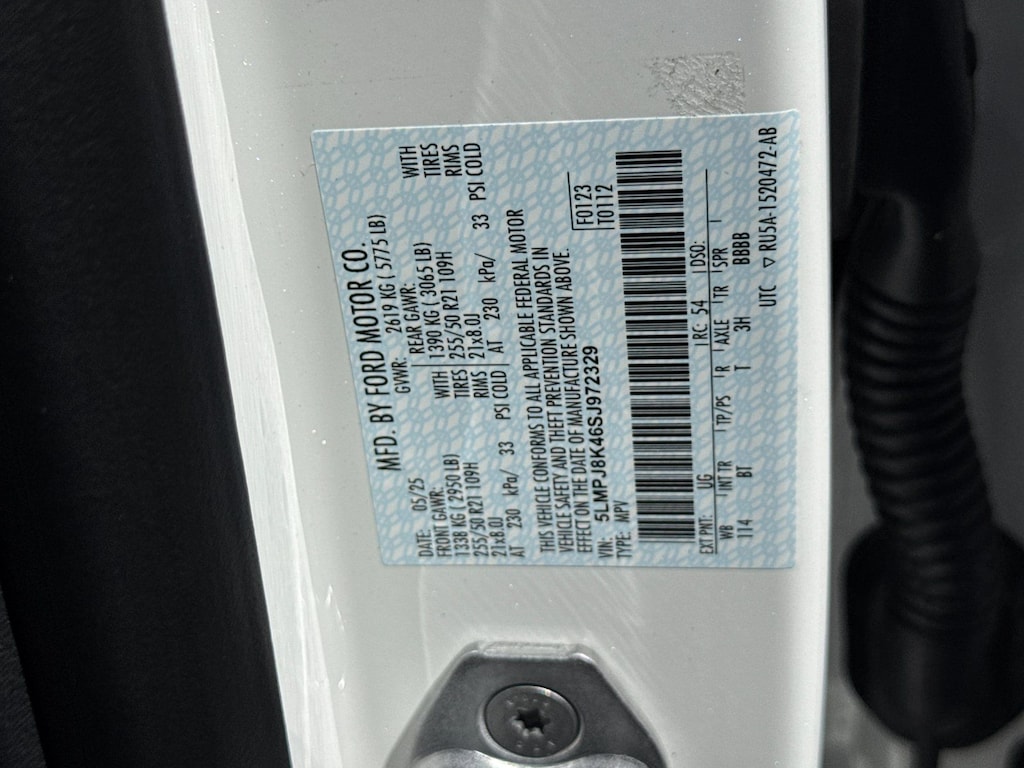 MFD. BY FORD MOTOR CO.
DATE: 05/25 GVWR: 2619 KG ( 5775 LB)
FRONT GAWR: REAR GAWR:
1338 KG ( 2950 LB) WITH 1390 KG ( 3065 LB) WITH
255/50 R21 109H TIRES 255/50 R21 109H TIRES
21x8.0J RIMS 21x8.0J RIMS
AT 230 kPa/ 33 PSI COLD AT 230 kPa/ 33 PSI COLD
THIS VEHICLE CONFORMS TO ALL APPLICABLE FEDERAL MOTOR
VEHICLE SAFETY AND THEFT PREVENTION STANDARDS IN
EFFECT ON THE DATE OF MANUFACTURE SHOWN ABOVE.
VIN: 5LMPJ8K46SJ972329 F0123
TYPE: MPV T0112
EXT PNT: UG RC: 54 DSO:
WB INT TR TP/PS R AXLE TR SPR
114 BT T 3H BBBB
UTC ▽ RU5A-1520472-AB